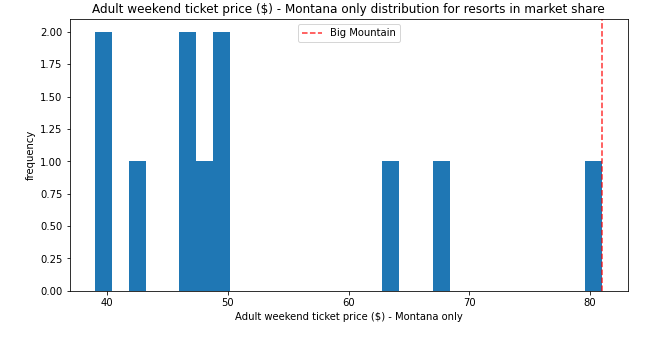 Adult weekend ticket price ($) - Montana only distribution for resorts in market share
Big Mountain
2.00
1.75
1.50
1.25
1.00
0.75
0.50
0.25
0.00
frequency
40 50 60 70 80
Adult weekend ticket price ($) - Montana only